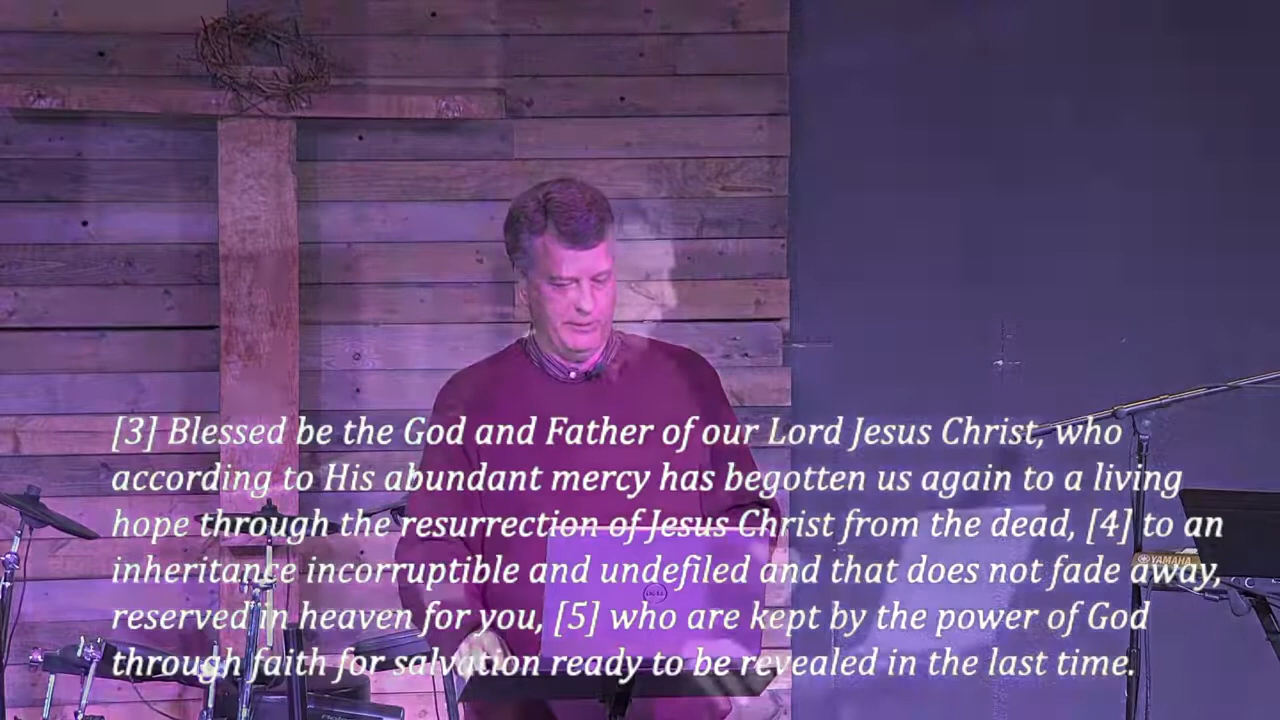 [3] Blessed be the God and Father of our Lord Jesus Christ, who
according to His abundant mercy has begotten us again to a living
hope through the resurrection of Jesus Christ from the dead, [4] to an
inheritance incorruptible and undefiled and that does not fade away,
YAMAHA
DELL
reserved in heaven for you, [5] who are kept by the power of God
through faith for salvation ready to be revealed in the last time.